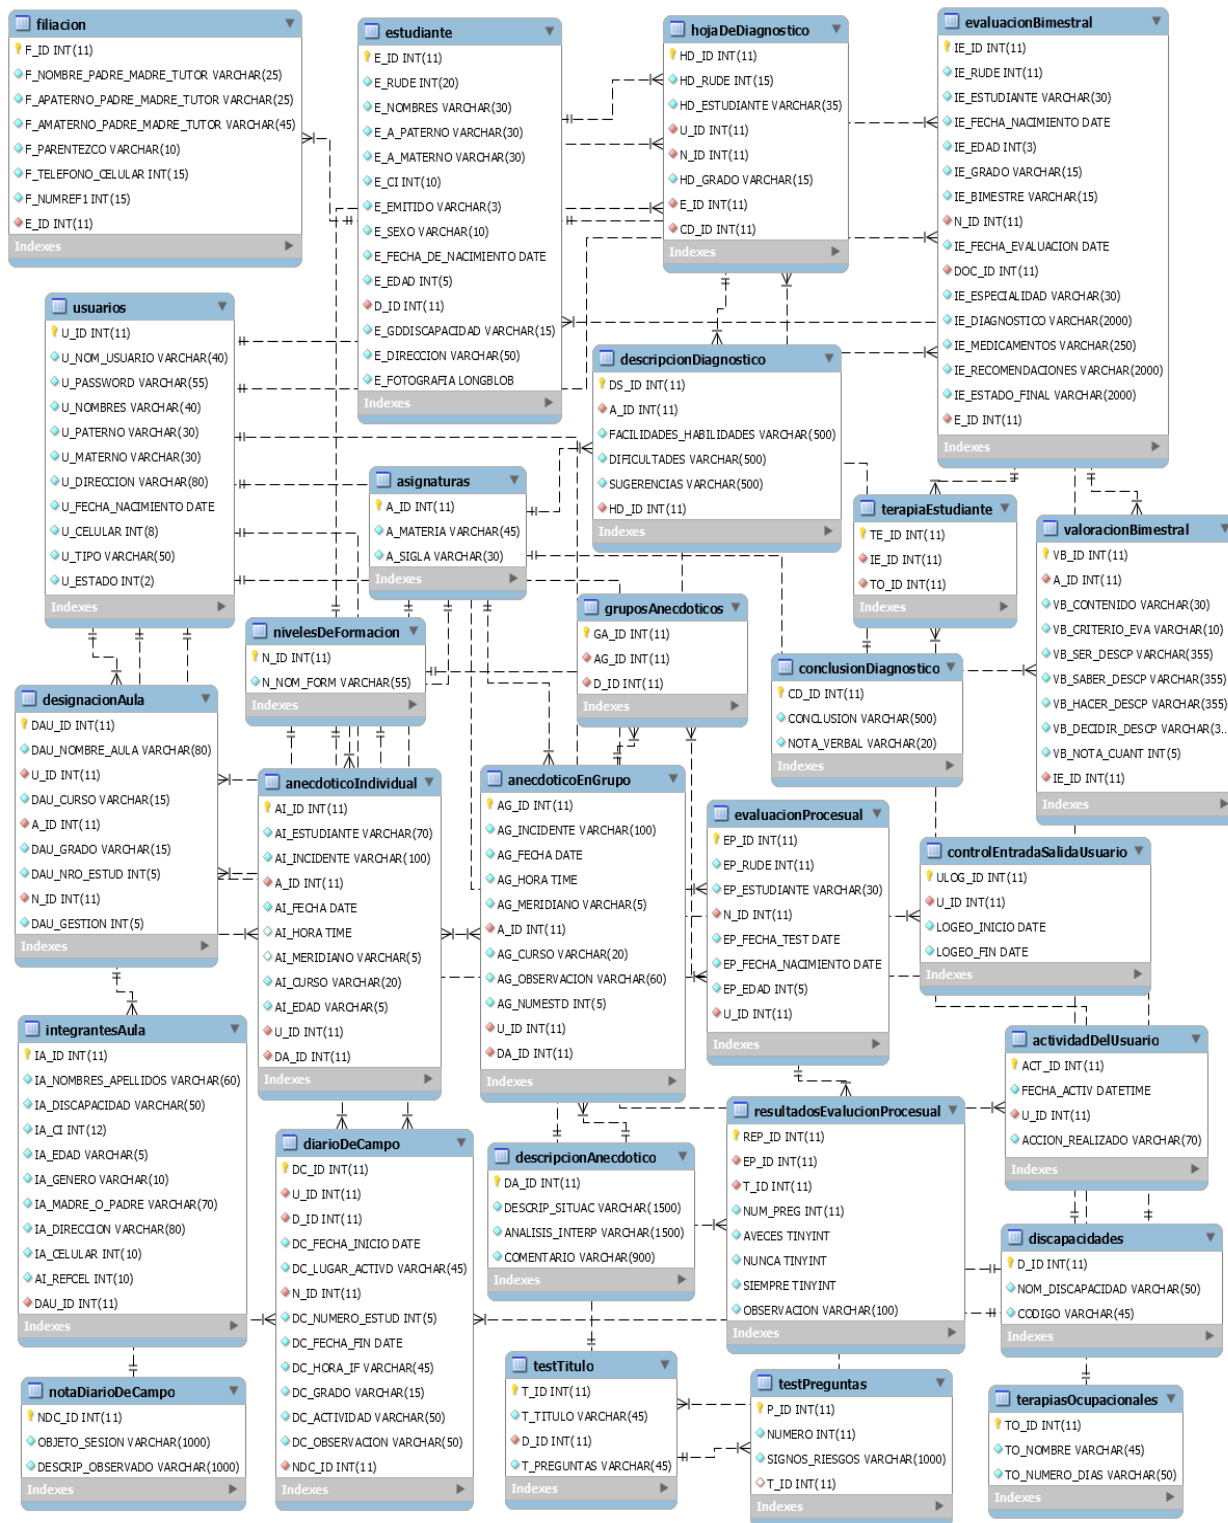 filiacion
F_ID INT(11)
F_NOMBRE_PADRE_MADRE_TUTOR VARCHAR(25)
F_APATERNO_PADRE_MADRE_TUTOR VARCHAR(25)
F_AMATERNO_PADRE_MADRE_TUTOR VARCHAR(45)
F_PARENTEZCO VARCHAR(10)
F_TELEFONO_CELULAR INT(15)
F_NUMREF1 INT(15)
E_ID INT(11)
Indexes
estudiante
E_ID INT(11)
E_RUDE INT(20)
E_NOMBRES VARCHAR(30)
E_A_PATERNO VARCHAR(30)
E_A_MATERNO VARCHAR(30)
E_CI INT(10)
E_EMITIDO VARCHAR(3)
E_SEXO VARCHAR(10)
E_FECHA_DE_NACIMIENTO DATE
E_EDAD INT(5)
D_ID INT(11)
E_GDDISCAPACIDAD VARCHAR(15)
E_DIRECCION VARCHAR(50)
E_FOTOGRAFIA LONGBLOB
Indexes
hojaDeDiagnostico
HD_ID INT(11)
HD_RUDE INT(15)
HD_ESTUDIANTE VARCHAR(35)
U_ID INT(11)
N_ID INT(11)
HD_GRADO VARCHAR(15)
E_ID INT(11)
CD_ID INT(11)
Indexes
evaluacionBimestral
IE_ID INT(11)
IE_RUDE INT(11)
IE_ESTUDIANTE VARCHAR(30)
IE_FECHA_NACIMIENTO DATE
IE_EDAD INT(3)
IE_GRADO VARCHAR(15)
IE_BIMESTRE VARCHAR(15)
N_ID INT(11)
IE_FECHA_EVALUACION DATE
DOC_ID INT(11)
IE_ESPECIALIDAD VARCHAR(30)
IE_DIAGNOSTICO VARCHAR(2000)
IE_MEDICAMENTOS VARCHAR(250)
IE_RECOMENDACIONES VARCHAR(2000)
IE_ESTADO_FINAL VARCHAR(2000)
E_ID INT(11)
Indexes
usuarios
U_ID INT(11)
U_NOM_USUARIO VARCHAR(40)
U_PASSWORD VARCHAR(55)
U_NOMBRES VARCHAR(40)
U_PATERNO VARCHAR(30)
U_MATERNO VARCHAR(30)
U_DIRECCION VARCHAR(80)
U_FECHA_NACIMIENTO DATE
U_CELULAR INT(8)
U_TIPO VARCHAR(50)
U_ESTADO INT(2)
Indexes
descripcionDiagnostico
DS_ID INT(11)
A_ID INT(11)
FACILIDADES_HABILIDADES VARCHAR(500)
DIFICULTADES VARCHAR(500)
SUGERENCIAS VARCHAR(500)
HD_ID INT(11)
Indexes
asignaturas
A_ID INT(11)
A_MATERIA VARCHAR(45)
A_SIGLA VARCHAR(30)
Indexes
terapiaEstudiante
TE_ID INT(11)
IE_ID INT(11)
TO_ID INT(11)
Indexes
valoracionBimestral
VB_ID INT(11)
A_ID INT(11)
VB_CONTENIDO VARCHAR(30)
VB_CRITERIO_EVA VARCHAR(10)
VB_SER_DESCP VARCHAR(355)
VB_SABER_DESCP VARCHAR(355)
VB_HACER_DESCP VARCHAR(355)
VB_DECIDIR_DESCP VARCHAR(3...
VB_NOTA_CUANT INT(5)
IE_ID INT(11)
Indexes
nivelesDeFormacion
N_ID INT(11)
N_NOM_FORM VARCHAR(55)
Indexes
gruposAnecdoticos
GA_ID INT(11)
AG_ID INT(11)
D_ID INT(11)
Indexes
conclusionDiagnostico
CD_ID INT(11)
CONCLUSION VARCHAR(500)
NOTA_VERBAL VARCHAR(20)
Indexes
designacionAula
DAU_ID INT(11)
DAU_NOMBRE_AULA VARCHAR(80)
U_ID INT(11)
DAU_CURSO VARCHAR(15)
A_ID INT(11)
DAU_GRADO VARCHAR(15)
DAU_NRO_ESTUD INT(5)
N_ID INT(11)
DAU_GESTION INT(5)
Indexes
anecdoticoIndividual
AI_ID INT(11)
AI_ESTUDIANTE VARCHAR(70)
AI_INCIDENTE VARCHAR(100)
A_ID INT(11)
AI_FECHA DATE
AI_HORA TIME
AI_MERIDIANO VARCHAR(5)
AI_CURSO VARCHAR(20)
AI_EDAD VARCHAR(5)
U_ID INT(11)
DA_ID INT(11)
Indexes
anecdoticoEnGrupo
AG_ID INT(11)
AG_INCIDENTE VARCHAR(100)
AG_FECHA DATE
AG_HORA TIME
AG_MERIDIANO VARCHAR(5)
A_ID INT(11)
AG_CURSO VARCHAR(20)
AG_OBSERVACION VARCHAR(60)
AG_NUMESTD INT(5)
U_ID INT(11)
DA_ID INT(11)
Indexes
evaluacionProcesual
EP_ID INT(11)
EP_RUDE INT(11)
EP_ESTUDIANTE VARCHAR(30)
N_ID INT(11)
EP_FECHA_TEST DATE
EP_FECHA_NACIMIENTO DATE
EP_EDAD INT(5)
U_ID INT(11)
Indexes
controlEntradaSalidaUsuario
ULOG_ID INT(11)
U_ID INT(11)
LOGEO_INICIO DATE
LOGEO_FIN DATE
Indexes
integrantesAula
IA_ID INT(11)
IA_NOMBRES_APELLIDOS VARCHAR(60)
IA_DISCAPACIDAD VARCHAR(50)
IA_CI INT(12)
IA_EDAD VARCHAR(5)
IA_GENERO VARCHAR(10)
IA_MADRE_O_PADRE VARCHAR(70)
IA_DIRECCION VARCHAR(80)
IA_CELULAR INT(10)
AI_REFCEL INT(10)
DAU_ID INT(11)
Indexes
actividadDelUsuario
ACT_ID INT(11)
FECHA_ACTIV DATETIME
U_ID INT(11)
ACCION_REALIZADO VARCHAR(70)
Indexes
resultadosEvalucionProcesual
REP_ID INT(11)
EP_ID INT(11)
T_ID INT(11)
NUM_PREG INT(11)
AVECES TINYINT
NUNCA TINYINT
SIEMPRE TINYINT
OBSERVACION VARCHAR(100)
Indexes
diarioDeCampo
DC_ID INT(11)
U_ID INT(11)
D_ID INT(11)
DC_FECHA_INICIO DATE
DC_LUGAR_ACTIVD VARCHAR(45)
N_ID INT(11)
DC_NUMERO_ESTUD INT(5)
DC_FECHA_FIN DATE
DC_HORA_IF VARCHAR(45)
DC_GRADO VARCHAR(15)
DC_ACTIVIDAD VARCHAR(50)
DC_OBSERVACION VARCHAR(50)
NDC_ID INT(11)
Indexes
descripcionAnecdotico
DA_ID INT(11)
DESCRIP_SITUAC VARCHAR(1500)
ANALISIS_INTERP VARCHAR(1500)
COMENTARIO VARCHAR(900)
Indexes
discapacidades
D_ID INT(11)
NOM_DISCAPACIDAD VARCHAR(50)
CODIGO VARCHAR(45)
Indexes
notaDiarioDeCampo
NDC_ID INT(11)
OBJETO_SESION VARCHAR(1000)
DESCRIP_OBSERVADO VARCHAR(1000)
Indexes
testTitulo
T_ID INT(11)
T_TITULO VARCHAR(45)
D_ID INT(11)
T_PREGUNTAS VARCHAR(45)
Indexes
testPreguntas
P_ID INT(11)
NUMERO INT(11)
SIGNOS_RIESGOS VARCHAR(1000)
T_ID INT(11)
Indexes
terapiasOcupacionales
TO_ID INT(11)
TO_NOMBRE VARCHAR(45)
TO_NUMERO_DIAS VARCHAR(50)
Indexes